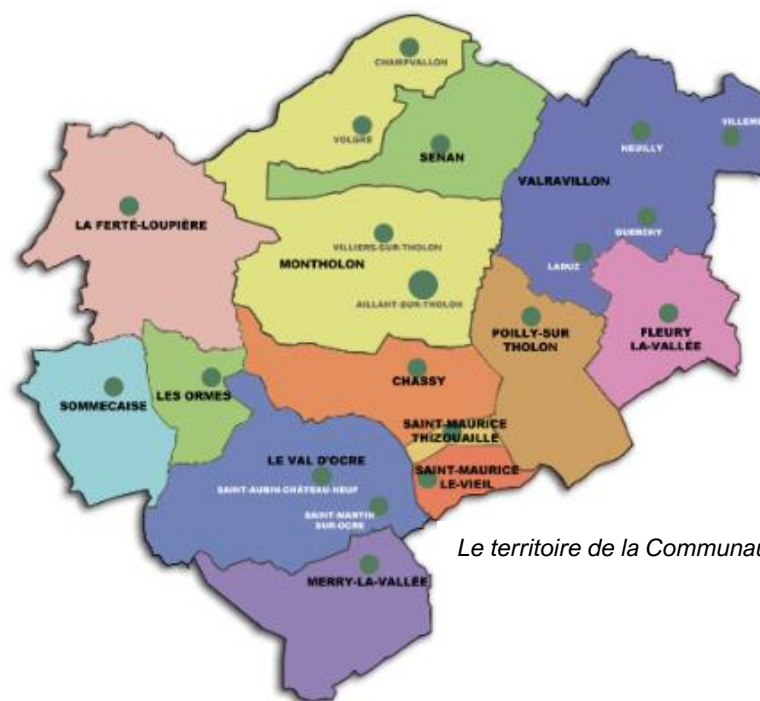 CHAMPVALLON
VOLGRE
SENAN
NEUILLY
VALRAVILLON
GUERCHY
LADUZ
LA FERTÉ-LOUPIÈRE
VILLIERS-SUR-THOLON
MONTHOLON
AILLANT-SUR-THOLON
POILLY-SUR
THOLON
FLEURY
LA-VALLÉE
CHASSY
SOMMECAISE
LES ORMES
SAINT-MAURICE
THIZOUAILLE
LE VAL D'OCRE
SAINT-AUBIN-CHÂTEAU-NEUF
SAINT-MAURICE
LE-VIEIL
SAINT-MARTIN
SUR-OCRE
Le territoire de la
MERRY-LA-VALLÉE